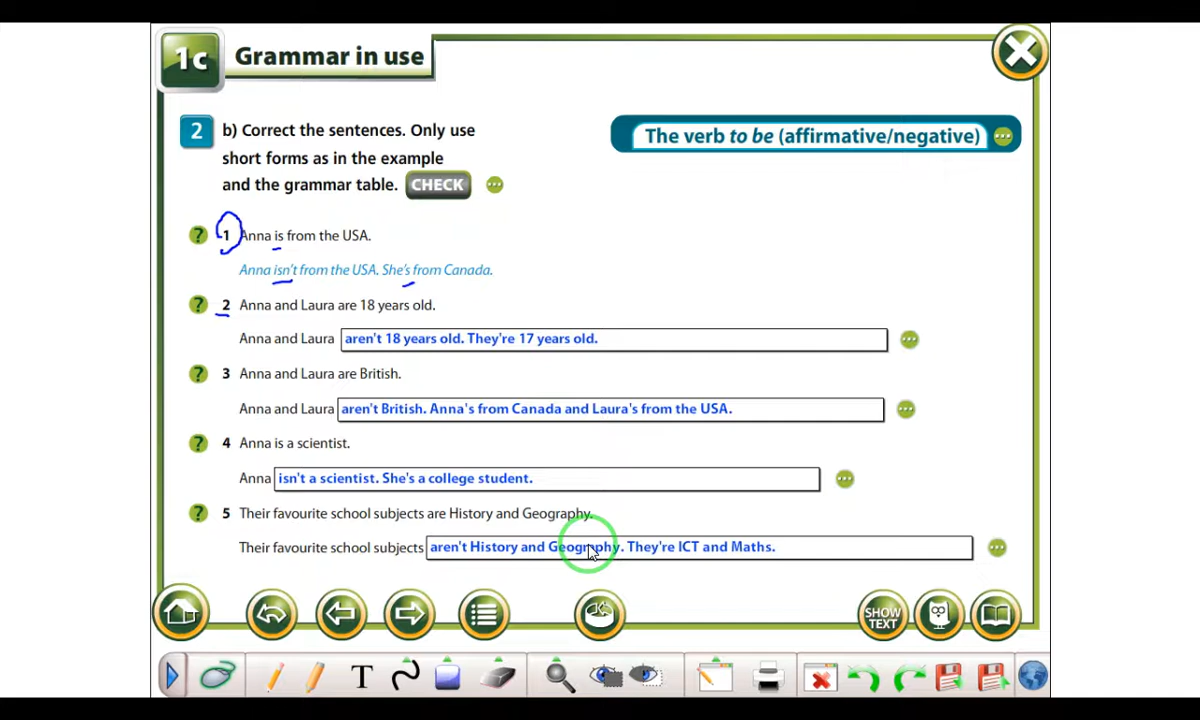 1c Grammar in use
2 b) Correct the sentences. Only use
short forms as in the example
and the grammar table. CHECK
The verb to be (affirmative/negative)
? 1 Anna is from the USA.
Anna isn't from the USA. She's from Canada.
? 2 Anna and Laura are 18 years old.
Anna and Laura aren't 18 years old. They're 17 years old.
? 3 Anna and Laura are British.
Anna and Laura aren't British. Anna's from Canada and Laura's from the USA.
? 4 Anna is a scientist.
Anna isn't a scientist. She's a college student.
? 5 Their favourite school subjects are History and Geography.
Their favourite school subjects aren't History and Geography. They're ICT and Maths.
SHOW
TEXT
T